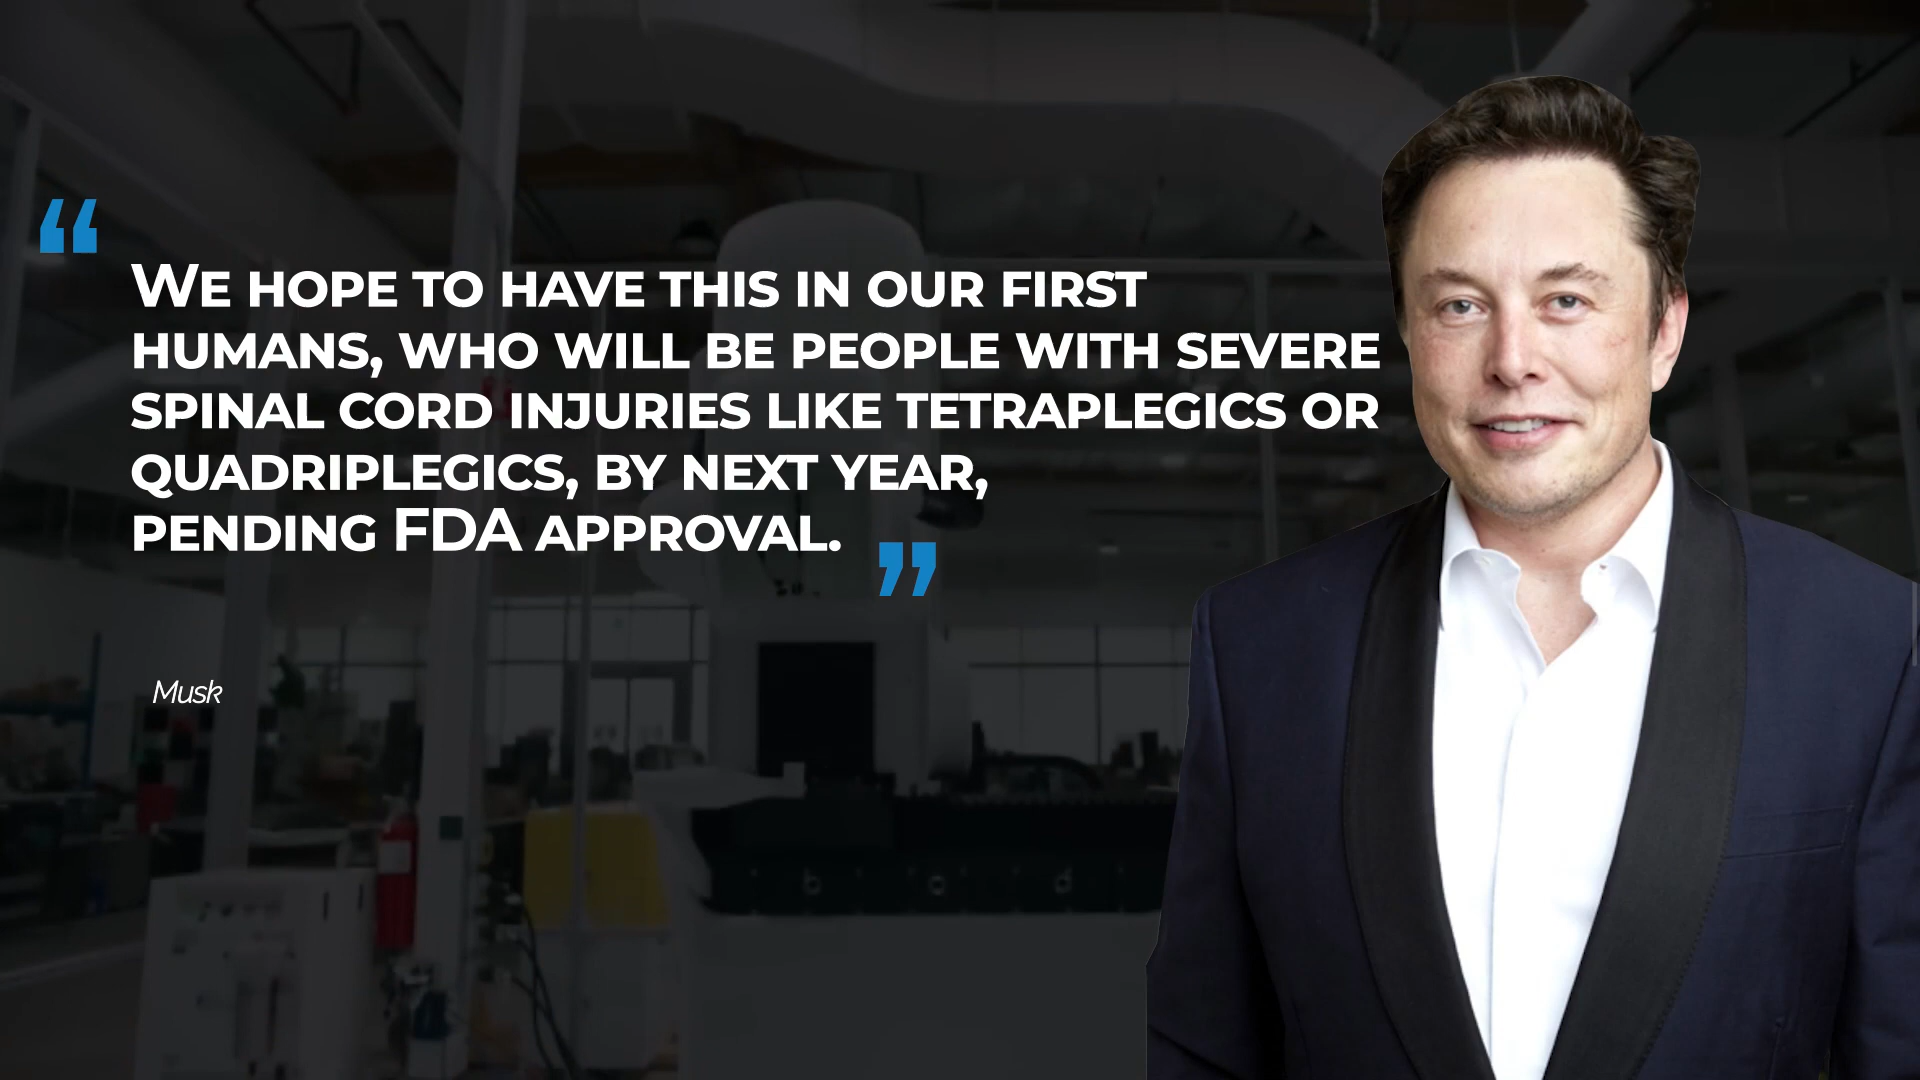 “
WE HOPE TO HAVE THIS IN OUR FIRST
HUMANS, WHO WILL BE PEOPLE WITH SEVERE
SPINAL CORD INJURIES LIKE TETRAPLEGICS OR
QUADRIPLEGICS, BY NEXT YEAR,
PENDING FDA APPROVAL. ”
Musk
b q d